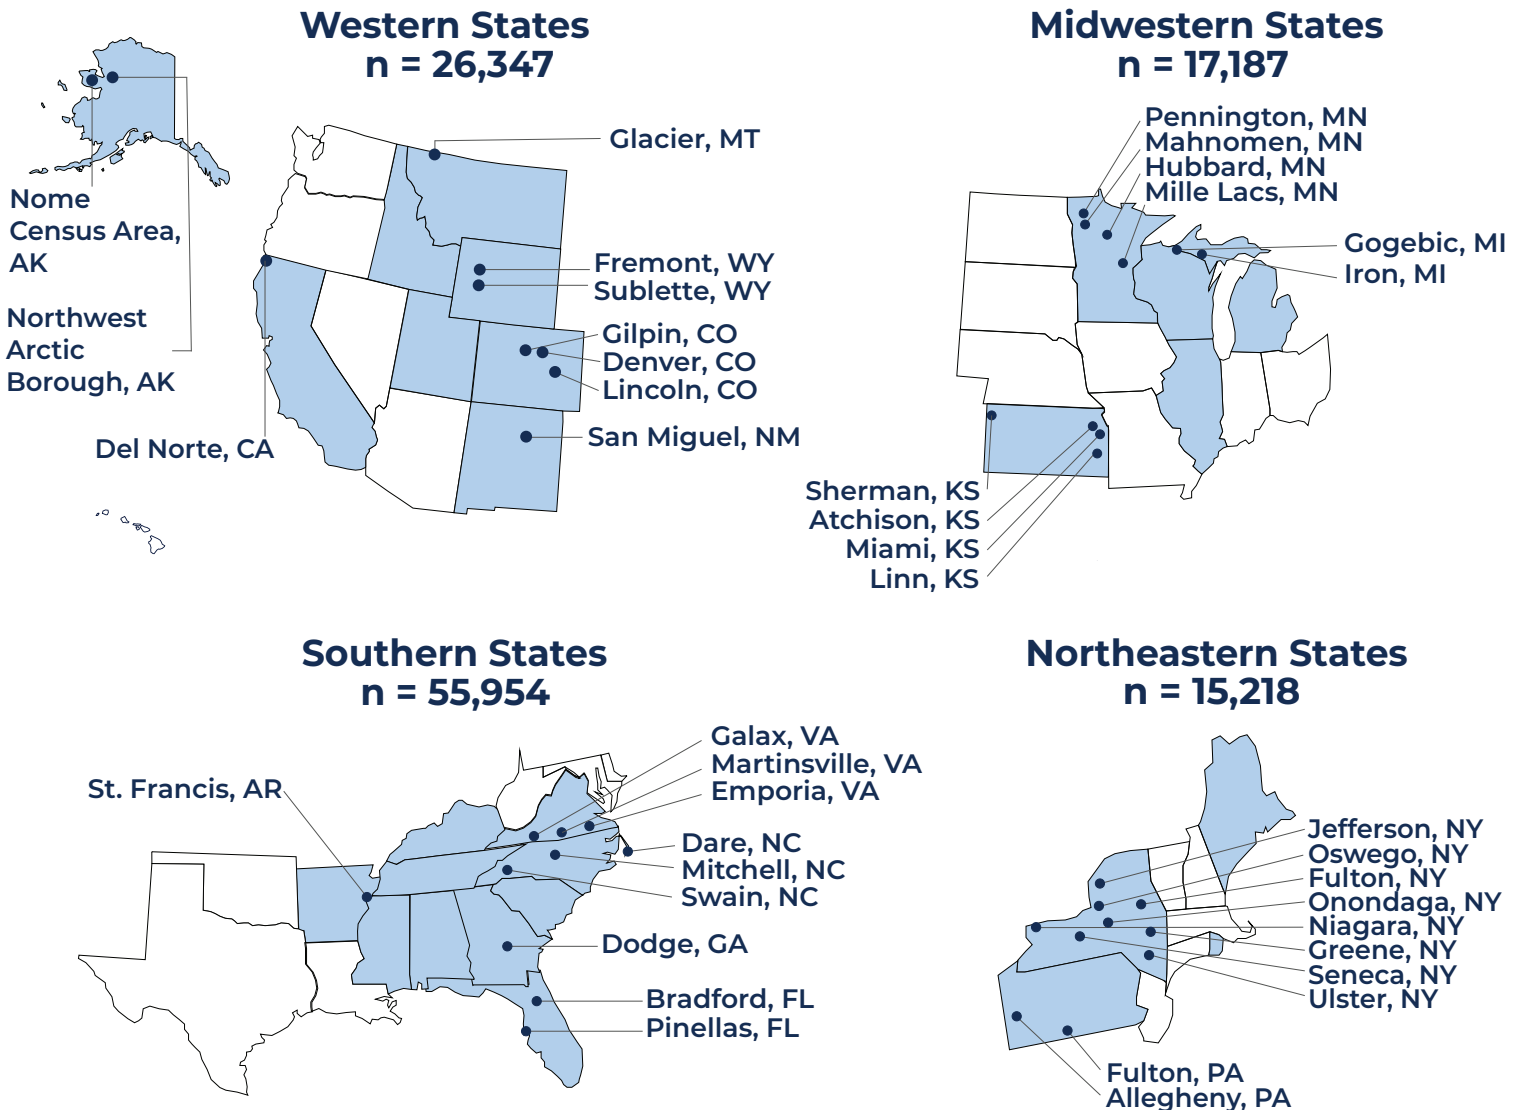 Western States
n = 26,347
Glacier, MT
Nome
Census Area,
AK
Fremont, WY
Sublette, WY
Northwest
Arctic
Borough, AK
Gilpin, CO
Denver, CO
Lincoln, CO
Del Norte, CA
San Miguel, NM
Midwestern States
n = 17,187
Pennington, MN
Mahnomen, MN
Hubbard, MN
Mille Lacs, MN
Gogebic, MI
Iron, MI
Sherman, KS
Atchison, KS
Miami, KS
Linn, KS
Southern States
n = 55,954
Galax, VA
Martinsville, VA
Emporia, VA
St. Francis, AR
Dare, NC
Mitchell, NC
Swain, NC
Dodge, GA
Bradford, FL
Pinellas, FL
Northeastern States
n = 15,218
Jefferson, NY
Oswego, NY
Fulton, NY
Onondaga, NY
Niagara, NY
Greene, NY
Seneca, NY
Ulster, NY
Fulton, PA
Allegheny, PA